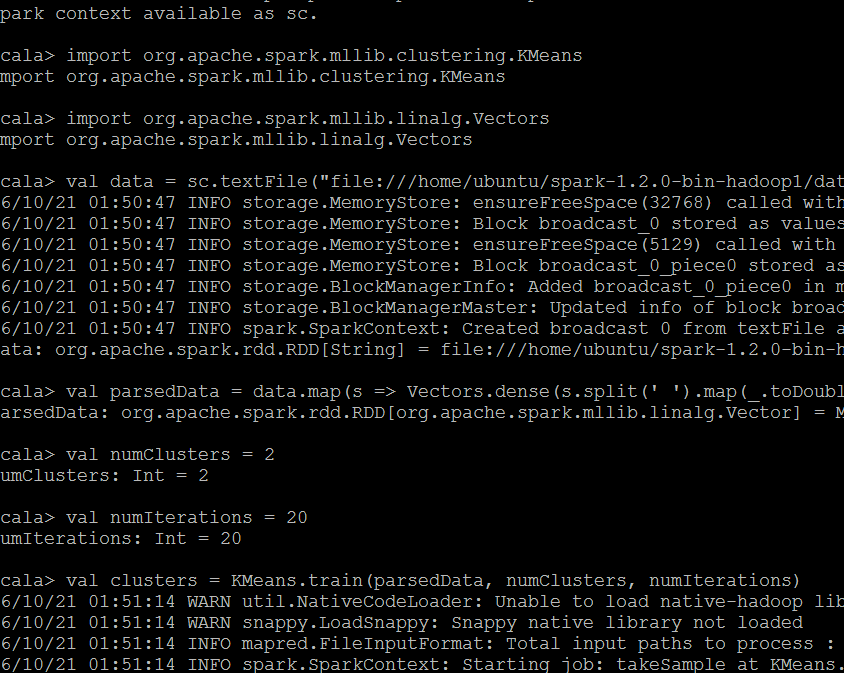 park context available as sc.
cala> import org.apache.spark.mllib.clustering.KMeans
mport org.apache.spark.mllib.clustering.KMeans
cala> import org.apache.spark.mllib.linalg.Vectors
mport org.apache.spark.mllib.linalg.Vectors
cala> val data = sc.textFile("file:///home/ubuntu/spark-1.2.0-bin-hadoop1/dat
6/10/21 01:50:47 INFO storage.MemoryStore: ensureFreeSpace(32768) called with
6/10/21 01:50:47 INFO storage.MemoryStore: Block broadcast_0 stored as values
6/10/21 01:50:47 INFO storage.MemoryStore: ensureFreeSpace(5129) called with
6/10/21 01:50:47 INFO storage.MemoryStore: Block broadcast_0_piece0 stored as
6/10/21 01:50:47 INFO storage.BlockManagerInfo: Added broadcast_0_piece0 in m
6/10/21 01:50:47 INFO storage.BlockManagerMaster: Updated info of block broad
6/10/21 01:50:47 INFO spark.SparkContext: Created broadcast 0 from textFile a
ata: org.apache.spark.rdd.RDD[String] = file:///home/ubuntu/spark-1.2.0-bin-h
cala> val parsedData = data.map(s => Vectors.dense(s.split(' ').map(_.toDoubl
arsedData: org.apache.spark.rdd.RDD[org.apache.spark.mllib.linalg.Vector] = M
cala> val numClusters = 2
umClusters: Int = 2
cala> val numIterations = 20
umIterations: Int = 20
cala> val clusters = KMeans.train(parsedData, numClusters, numIterations)
6/10/21 01:51:14 WARN util.NativeCodeLoader: Unable to load native-hadoop lib
6/10/21 01:51:14 WARN snappy.LoadSnappy: Snappy native library not loaded
6/10/21 01:51:14 INFO mapred.FileInputFormat: Total input paths to process :
6/10/21 01:51:14 INFO spark.SparkContext: Starting job: takeSample at KMeans.